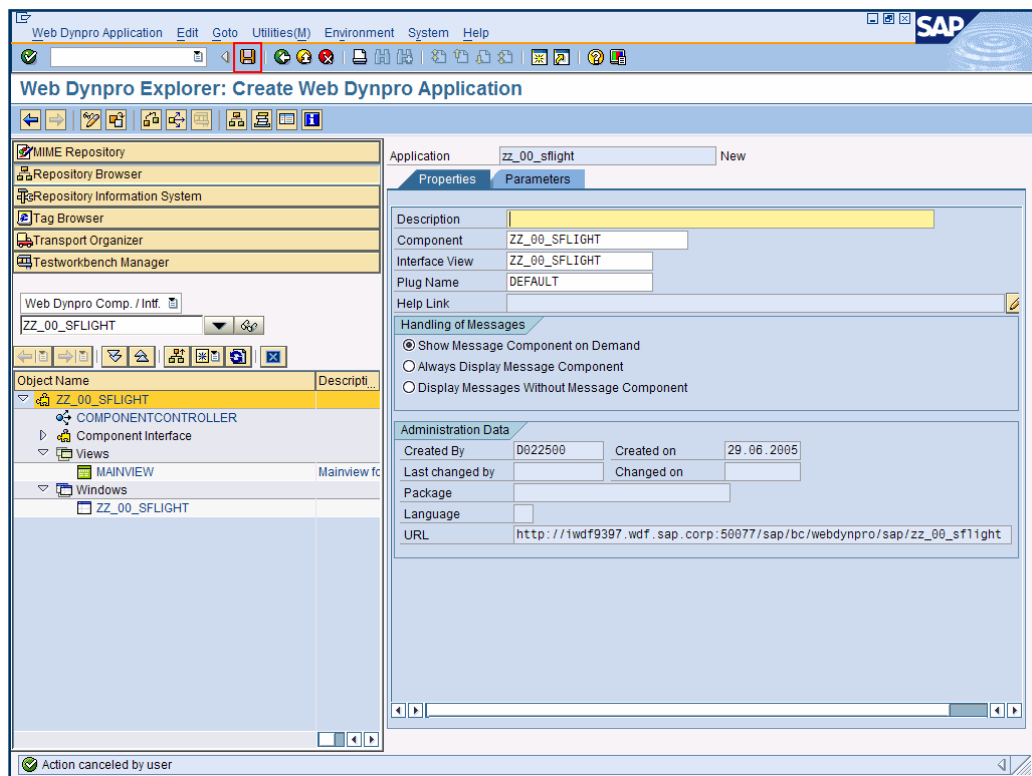 Web Dynpro Application Edit Goto Utilities(M) Environment System Help
SAP
Web Dynpro Explorer: Create Web Dynpro Application
MIME Repository
Repository Browser
Repository Information System
Tag Browser
Transport Organizer
Testworkbench Manager
Web Dynpro Comp. / Intf.
ZZ_00_SFLIGHT
Object Name Descripti...
ZZ_00_SFLIGHT
COMPONENTCONTROLLER
Component Interface
Views
MAINVIEW Mainview fo
Windows
ZZ_00_SFLIGHT
Application zz_00_sflight New
Properties Parameters
Description
Component ZZ_00_SFLIGHT
Interface View ZZ_00_SFLIGHT
Plug Name DEFAULT
Help Link
Handling of Messages
Show Message Component on Demand
Always Display Message Component
Display Messages Without Message Component
Administration Data
Created By D022500 Created on 29.06.2005
Last changed by Changed on
Package
Language
URL http://iwdf9397.wdf.sap.corp:50077/sap/bc/webdynpro/sap/zz_00_sflight
Action canceled by user